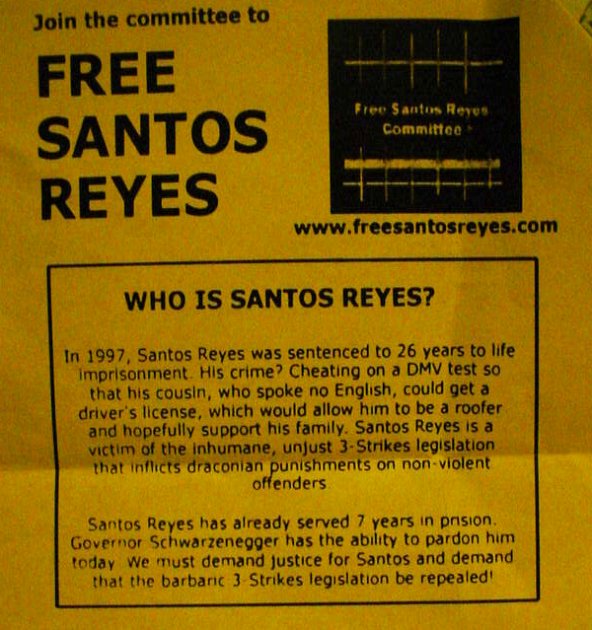 Join the committee to
FREE
SANTOS
REYES
Free Santos Reyes
Committee
www.freesantosreyes.com
WHO IS SANTOS REYES?
In 1997, Santos Reyes was sentenced to 26 years to life
imprisonment. His crime? Cheating on a DMV test so
that his cousin, who spoke no English, could get a
driver's license, which would allow him to be a roofer
and hopefully support his family. Santos Reyes is a
victim of the inhumane, unjust 3-Strikes legislation
that inflicts draconian punishments on non-violent
offenders
Santos Reyes has already served 7 years in prision.
Governor Schwarzenegger has the ability to pardon him
today. We must demand justice for Santos and demand
that the barbaric 3-Strikes legislation be repealed!